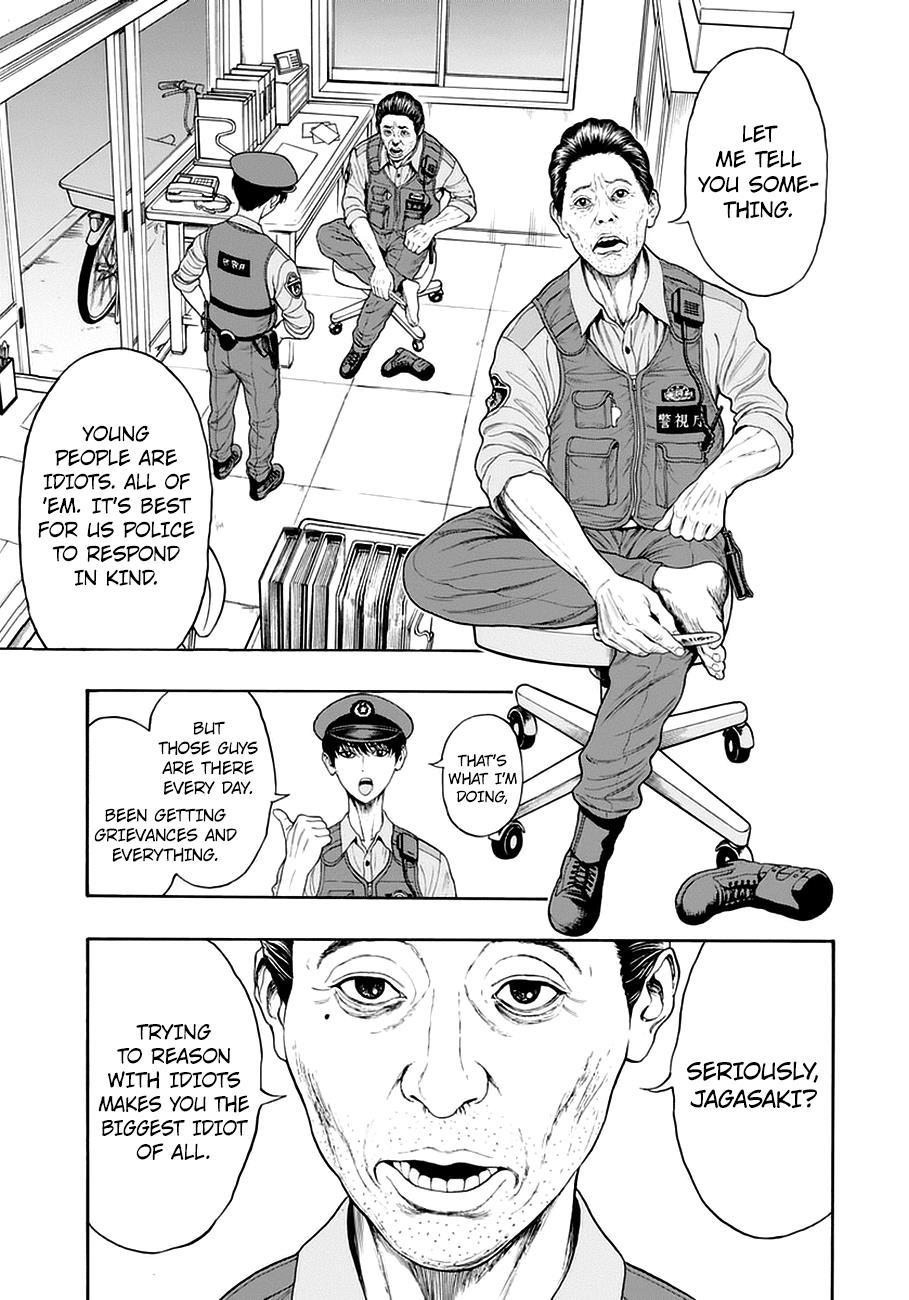 LET
ME TELL
YOU SOME-
THING.
YOUNG
PEOPLE ARE
IDIOTS. ALL OF
'EM. IT'S BEST
FOR US POLICE
TO RESPOND
IN KIND.
警視庁
THAT'S
WHAT I'M
DOING,
BUT
THOSE GUYS
ARE THERE
EVERY DAY.
BEEN GETTING
GRIEVANCES AND
EVERYTHING.
SERIOUSLY,
JAGASAKI?
TRYING
TO REASON
WITH IDIOTS
MAKES YOU THE
BIGGEST IDIOT
OF ALL.